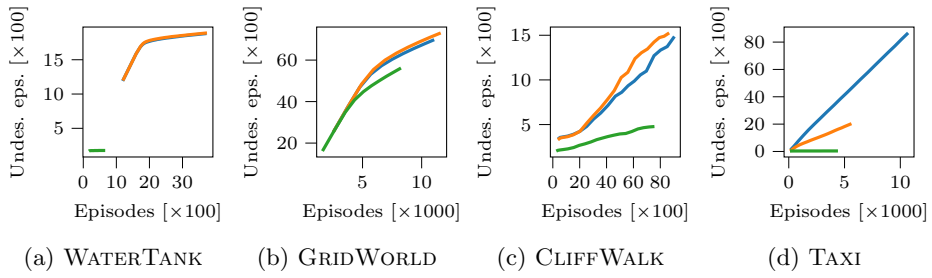 Undes. eps. [×100]
15
10
5
0 10 20 30
Episodes [×100]
(a) WATERTANK
Undes. eps. [×100]
60
40
20
5 10
Episodes [×1000]
(b) GRIDWORLD
Undes. eps. [×100]
15
10
5
0 20 40 60 80
Episodes [×100]
(c) CLIFFWALK
Undes. eps. [×100]
80
60
40
20
0
0 5 10
Episodes [×1000]
(d) TAXI